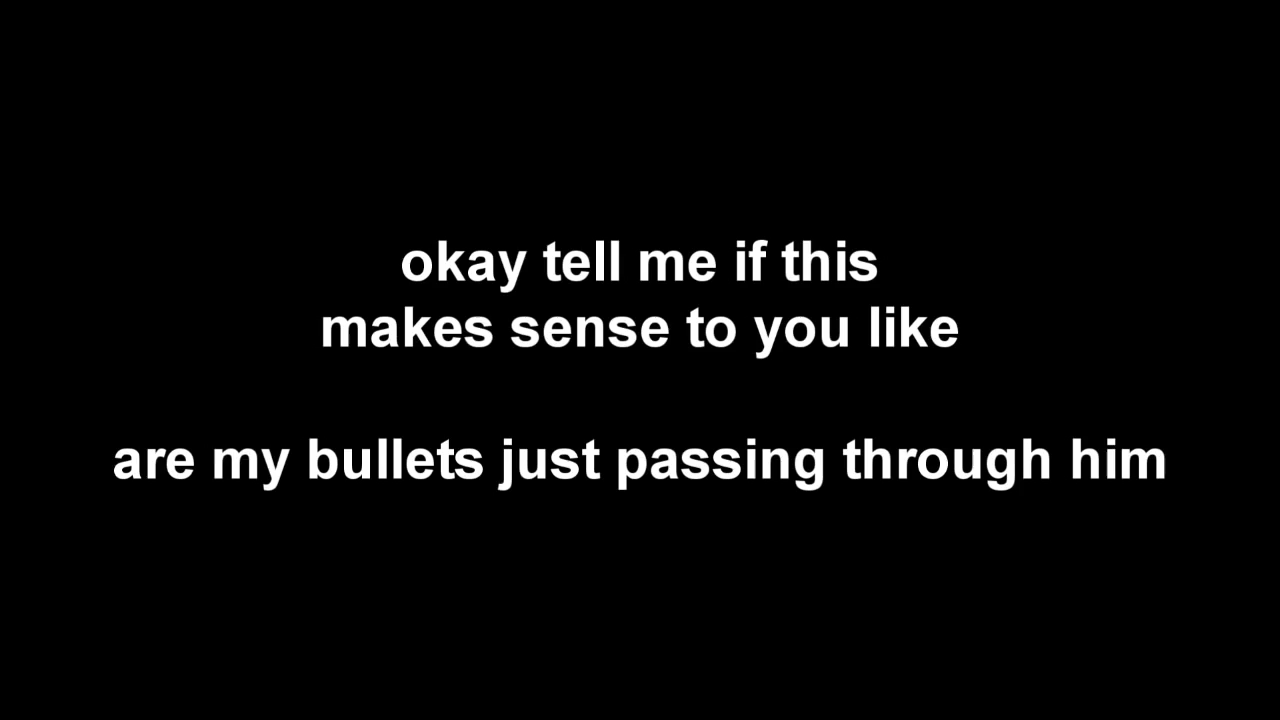 okay tell me if this
makes sense to you like
are my bullets just passing through him